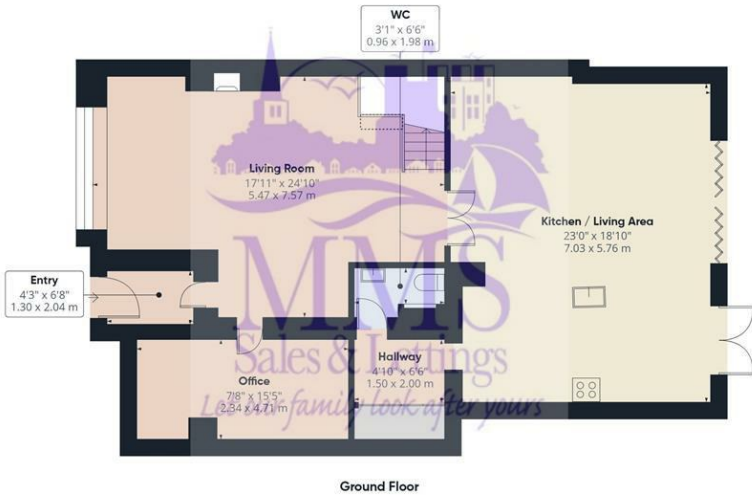 WC
3'1" x 6'6"
0.96 x 1.98 m
Living Room
17'11" x 24'10"
5.47 x 7.57 m
Kitchen / Living Area
23'0" x 18'10"
7.03 x 5.76 m
Entry
4'3" x 6'8"
1.30 x 2.04 m
MMS
Sales & Lettings
Let our family look after yours
Hallway
4'10" x 6'6"
1.50 x 2.00 m
Office
7'8" x 15'5"
2.34 x 4.71 m
Ground Floor